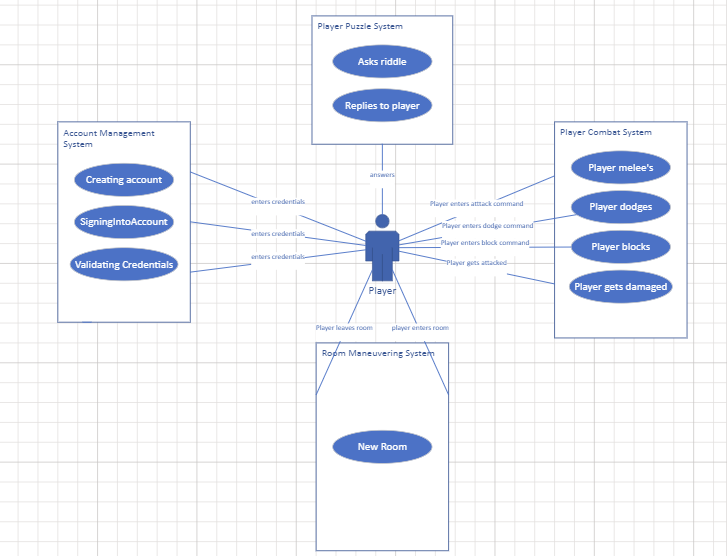 Player Puzzle System
Asks riddle
Replies to player
Account Management
System
Creating account
SigningIntoAccount
Validating Credentials
Player Combat System
Player melee's
Player dodges
Player blocks
Player gets damaged
answers
enters credentials
enters credentials
enters credentials
Player enters atttack command
Player enters dodge command
Player enters block command
Player gets attacked
Player
Player leaves room
player enters room
Room Maneuvering System
New Room